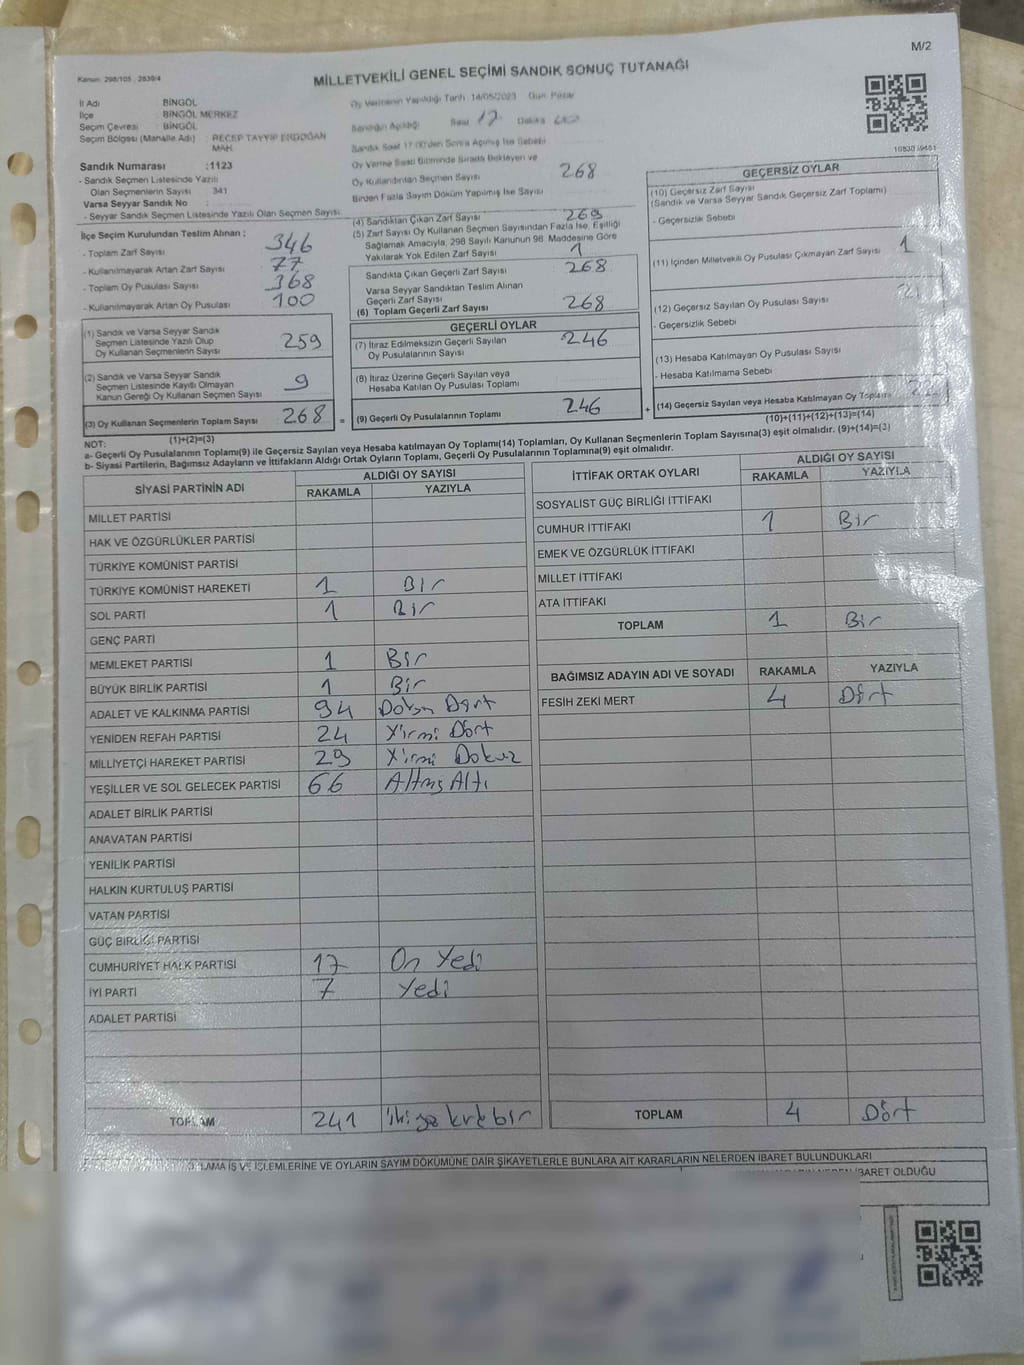 M/2
Kanun: 298/105 , 2839/4
MİLLETVEKİLİ GENEL SEÇİMİ SANDIK SONUÇ TUTANAĞI
İl Adı : BİNGÖL
İlçe : BİNGÖL MERKEZ
Seçim Çevresi : BİNGÖL
Seçim Bölgesi (Mahalle Adı) : RECEP TAYYİP ERDOĞAN MAH.
Sandık Numarası :1123
- Sandık Seçmen Listesinde Yazılı
Olan Seçmenlerin Sayısı 341
Varsa Seyyar Sandık No :
- Seyyar Sandık Seçmen Listesinde Yazılı Olan Seçmen Sayısı:
Oy Vermenin Yapıldığı Tarih 14/05/2023 Gün: Pazar
Sandığın Açıldığı Saat 17 Dakika
Sandık Saat 17:00'den Sonra Açılmış İse Sebebi
Oy Verme Saati Bitiminde Sırada Bekleyen ve
Oy Kullandırılan Seçmen Sayısı 268
Birden Fazla Sayım Döküm Yapılmış İse Sayısı
İlçe Seçim Kurulundan Teslim Alınan ;
- Toplam Zarf Sayısı 346
- Kullanılmayarak Artan Zarf Sayısı 77
- Toplam Oy Pusulası Sayısı 368
- Kullanılmayarak Artan Oy Pusulası 100
(4) Sandıktan Çıkan Zarf Sayısı 269
(5) Zarf Sayısı Oy Kullanan Seçmen Sayısından Fazla İse, Eşitliği
Sağlamak Amacıyla, 298 Sayılı Kanunun 98. Maddesine Göre
Yakılarak Yok Edilen Zarf Sayısı 1
Sandıkta Çıkan Geçerli Zarf Sayısı 268
Varsa Seyyar Sandıktan Teslim Alınan
Geçerli Zarf Sayısı
(6) Toplam Geçerli Zarf Sayısı 268
GEÇERSİZ OYLAR
(10) Geçersiz Zarf Sayısı
(Sandık ve Varsa Seyyar Sandık Geçersiz Zarf Toplamı)
- Geçersizlik Sebebi
(11) İçinden Milletvekili Oy Pusulası Çıkmayan Zarf Sayısı 1
(12) Geçersiz Sayılan Oy Pusulası Sayısı 21
- Geçersizlik Sebebi
(13) Hesaba Katılmayan Oy Pusulası Sayısı
- Hesaba Katılmama Sebebi
(14) Geçersiz Sayılan veya Hesaba Katılmayan Oy Toplamı 22
(10)+(11)+(12)+(13)=(14)
(1) Sandık ve Varsa Seyyar Sandık
Seçmen Listesinde Yazılı Olup
Oy Kullanan Seçmenlerin Sayısı 259
(2) Sandık ve Varsa Seyyar Sandık
Seçmen Listesinde Kayıtlı Olmayan
Kanun Gereği Oy Kullanan Seçmen Sayısı 9
(3) Oy Kullanan Seçmenlerin Toplam Sayısı 268 =
(1)+(2)=(3)
GEÇERLİ OYLAR
(7) İtiraz Edilmeksizin Geçerli Sayılan
Oy Pusulalarının Sayısı 246
(8) İtiraz Üzerine Geçerli Sayılan veya
Hesaba Katılan Oy Pusulası Toplamı
(9) Geçerli Oy Pusulalarının Toplamı 246 +
NOT:
a- Geçerli Oy Pusulalarının Toplamı(9) ile Geçersiz Sayılan veya Hesaba katılmayan Oy Toplamı(14) Toplamları, Oy Kullanan Seçmenlerin Toplam Sayısına(3) eşit olmalıdır. (9)+(14)=(3)
b- Siyasi Partilerin, Bağımsız Adayların ve İttifakların Aldığı Ortak Oyların Toplamı, Geçerli Oy Pusulalarının Toplamına(9) eşit olmalıdır.
SİYASİ PARTİNİN ADI ALDIĞI OY SAYISI
RAKAMLA YAZIYLA
MİLLET PARTİSİ
HAK VE ÖZGÜRLÜKLER PARTİSİ
TÜRKİYE KOMÜNİST PARTİSİ
TÜRKİYE KOMÜNİST HAREKETİ 1 Bir
SOL PARTİ 1 Bir
GENÇ PARTİ
MEMLEKET PARTİSİ 1 Bir
BÜYÜK BİRLİK PARTİSİ 1 Bir
ADALET VE KALKINMA PARTİSİ 94 Doksan Dört
YENİDEN REFAH PARTİSİ 24 Yirmi Dört
MİLLİYETÇİ HAREKET PARTİSİ 29 Yirmi Dokuz
YEŞİLLER VE SOL GELECEK PARTİSİ 66 Altmış Altı
ADALET BİRLİK PARTİSİ
ANAVATAN PARTİSİ
YENİLİK PARTİSİ
HALKIN KURTULUŞ PARTİSİ
VATAN PARTİSİ
GÜÇ BİRLİĞİ PARTİSİ
CUMHURİYET HALK PARTİSİ 17 On Yedi
İYİ PARTİ 7 Yedi
ADALET PARTİSİ
TOPLAM 241
İTTİFAK ORTAK OYLARI ALDIĞI OY SAYISI
RAKAMLA YAZIYLA
SOSYALİST GÜÇ BİRLİĞİ İTTİFAKI
CUMHUR İTTİFAKI 1 Bir
EMEK VE ÖZGÜRLÜK İTTİFAKI
MİLLET İTTİFAKI
ATA İTTİFAKI
TOPLAM 1 Bir
BAĞIMSIZ ADAYIN ADI VE SOYADI RAKAMLA YAZIYLA
FESİH ZEKİ MERT 4 Dört
TOPLAM 4 Dört
İŞ VE İŞLEMLERİNE VE OYLARIN SAYIM DÖKÜMÜNE DAİR ŞİKAYETLERLE BUNLARA AİT KARARLARIN NELERDEN İBARET BULUNDUKLARI
İBARET OLDUĞU